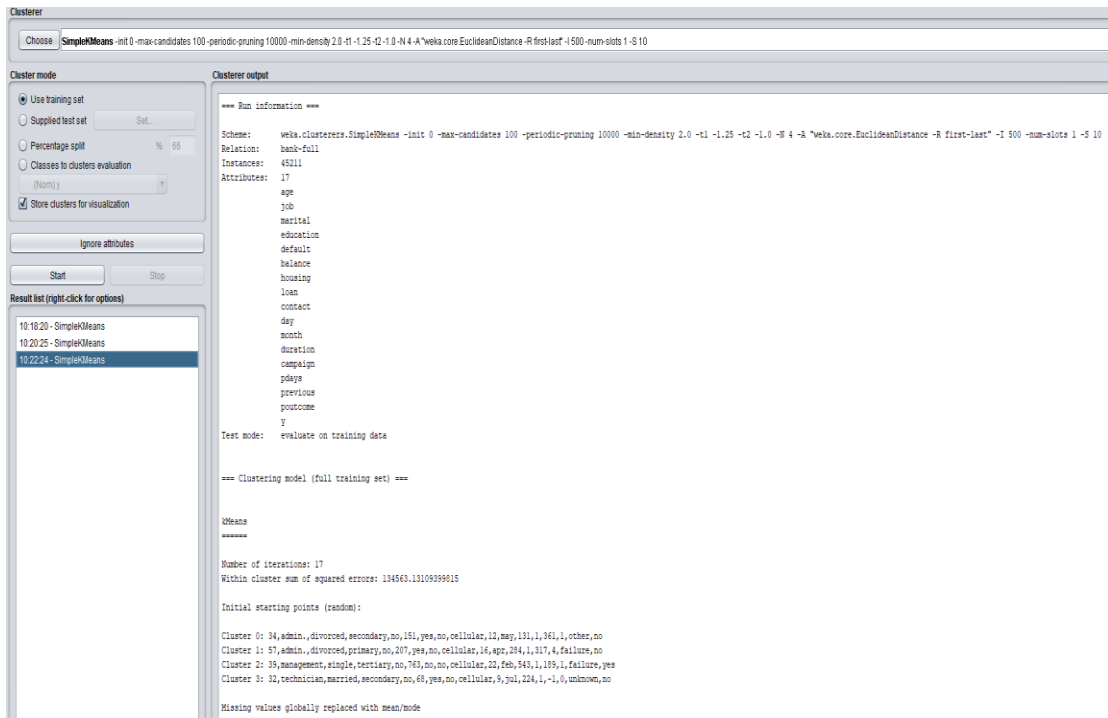 Clusterer
Choose SimpleKMeans -init 0 -max-candidates 100 -periodic-pruning 10000 -min-density 2.0 -t1 -1.25 -t2 -1.0 -N 4 -A "weka.core.EuclideanDistance -R first-last" -I 500 -num-slots 1 -S 10
Cluster mode
Use training set
Supplied test set Set...
Percentage split % 66
Classes to clusters evaluation
(Nom) y
Store clusters for visualization
Ignore attributes
Start Stop
Result list (right-click for options)
10:18:20 - SimpleKMeans
10:20:25 - SimpleKMeans
10:22:24 - SimpleKMeans
Clusterer output
=== Run information ===
Scheme: weka.clusterers.SimpleKMeans -init 0 -max-candidates 100 -periodic-pruning 10000 -min-density 2.0 -t1 -1.25 -t2 -1.0 -N 4 -A "weka.core.EuclideanDistance -R first-last" -I 500 -num-slots 1 -S 10
Relation: bank-full
Instances: 45211
Attributes: 17
age
job
marital
education
default
balance
housing
loan
contact
day
month
duration
campaign
pdays
previous
poutcome
y
Test mode: evaluate on training data
=== Clustering model (full training set) ===
kMeans
======
Number of iterations: 17
Within cluster sum of squared errors: 134563.13109399815
Initial starting points (random):
Cluster 0: 34,admin.,divorced,secondary,no,151,yes,no,cellular,12,may,131,1,361,1,other,no
Cluster 1: 57,admin.,divorced,primary,no,207,yes,no,cellular,16,apr,284,1,317,4,failure,no
Cluster 2: 39,management,single,tertiary,no,763,no,no,cellular,22,feb,543,1,189,1,failure,yes
Cluster 3: 32,technician,married,secondary,no,68,yes,no,cellular,9,jul,224,1,-1,0,unknown,no
Missing values globally replaced with mean/mode